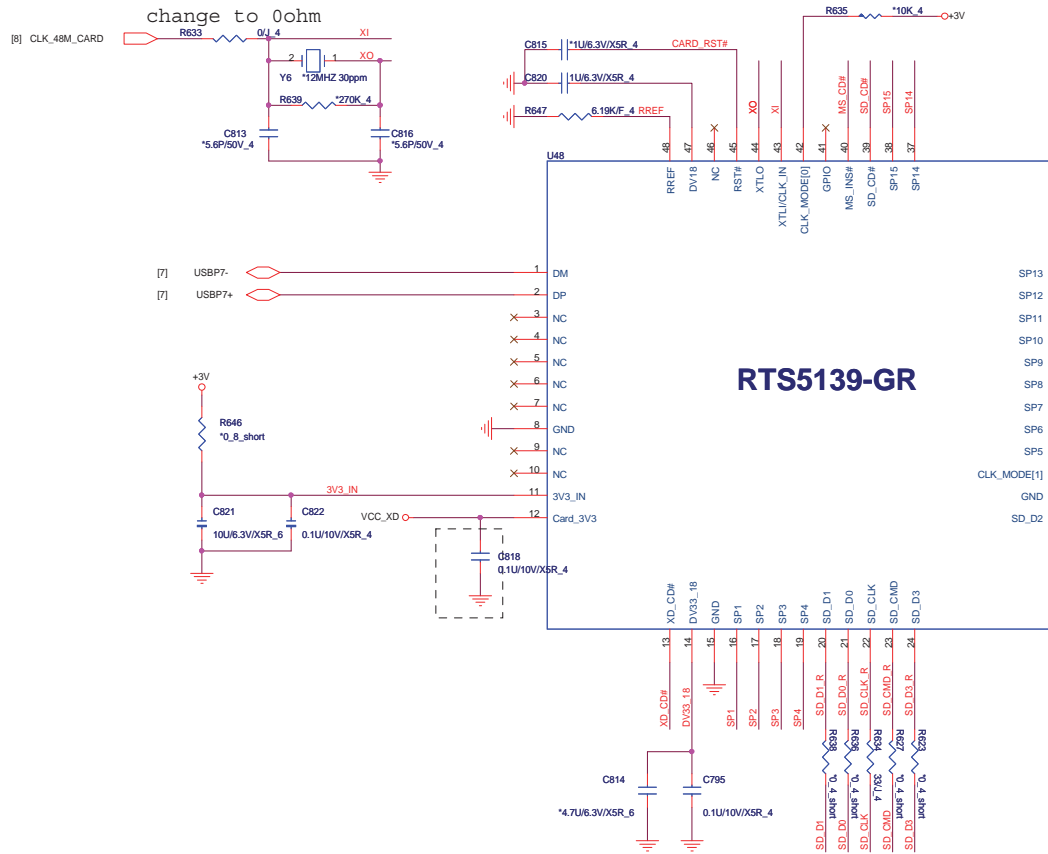 change to 0ohm
[8] CLK_48M_CARD
R633
0/J_4
XI
XO
2
1
Y6
*12MHZ 30ppm
R639
*270K_4
C813
*5.6P/50V_4
C816
*5.6P/50V_4
R635
*10K_4
+3V
C815
*1U/6.3V/X5R_4
CARD_RST#
C820
1U/6.3V/X5R_4
R647
6.19K/F_4
RREF
XO
XI
MS_CD#
SD_CD#
SP15
SP14
U48
48
47
46
45
44
43
42
41
40
39
38
37
RREF
DV18
NC
RST#
XTLO
XTLI/CLK_IN
CLK_MODE[0]
GPIO
MS_INS#
SD_CD#
SP15
SP14
[7] USBP7-
1
DM
SP13
[7] USBP7+
2
DP
SP12
3
NC
SP11
4
NC
SP10
5
NC
SP9
6
NC
SP8
7
NC
SP7
8
GND
SP6
9
NC
SP5
10
NC
CLK_MODE[1]
11
3V3_IN
GND
12
Card_3V3
SD_D2
RTS5139-GR
+3V
R646
*0_8_short
3V3_IN
C821
10U/6.3V/X5R_6
C822
0.1U/10V/X5R_4
VCC_XD
C818
0.1U/10V/X5R_4
XD_CD#
DV33_18
GND
SP1
SP2
SP3
SP4
SD_D1
SD_D0
SD_CLK
SD_CMD
SD_D3
13
14
15
16
17
18
19
20
21
22
23
24
XD_CD#
DV33_18
SP1
SP2
SP3
SP4
SD_D1_R
SD_D0_R
SD_CLK_R
SD_CMD_R
SD_D3_R
R638
R636
R634
R627
R623
*0_4_short
*0_4_short
33/J_4
*0_4_short
*0_4_short
SD_D1
SD_D0
SD_CLK
SD_CMD
SD_D3
C814
*4.7U/6.3V/X5R_6
C795
0.1U/10V/X5R_4